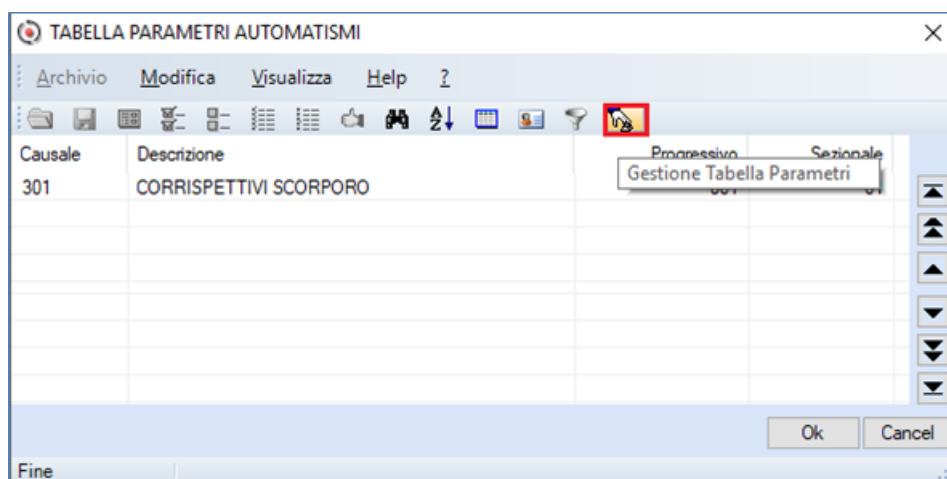 TABELLA PARAMETRI AUTOMATISMI
Archivio Modifica Visualizza Help ?
Causale Descrizione Progressivo Sezionale
Gestione Tabella Parametri
301 CORRISPETTIVI SCORPORO
Ok Cancel
Fine